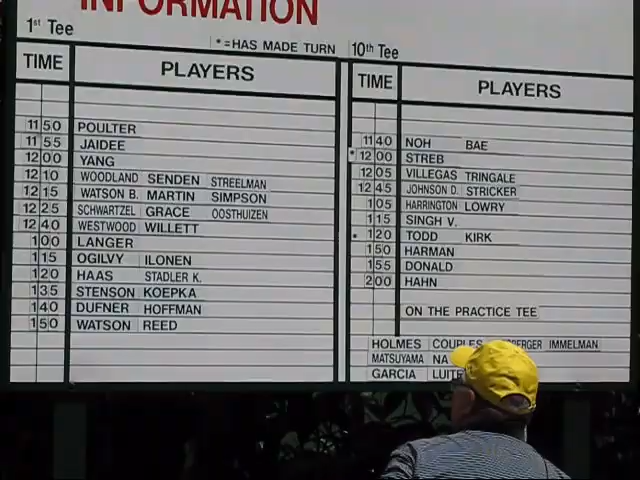 INFORMATION
1st Tee
*=HAS MADE TURN 10th Tee
TIME PLAYERS
11 50 POULTER
11 55 JAIDEE
12 00 YANG
12 10 WOODLAND SENDEN STREELMAN
12 15 WATSON B. MARTIN SIMPSON
12 25 SCHWARTZEL GRACE OOSTHUIZEN
12 40 WESTWOOD WILLETT
1 00 LANGER
1 15 OGILVY ILONEN
1 20 HAAS STADLER K.
1 35 STENSON KOEPKA
1 40 DUFNER HOFFMAN
1 50 WATSON REED
TIME PLAYERS
11 40 NOH BAE
* 12 00 STREB
12 05 VILLEGAS TRINGALE
12 45 JOHNSON D. STRICKER
1 05 HARRINGTON LOWRY
1 15 SINGH V.
* 1 20 TODD KIRK
1 50 HARMAN
1 55 DONALD
2 00 HAHN
ON THE PRACTICE TEE
HOLMES COUPLES IMMELMAN
MATSUYAMA NA
GARCIA